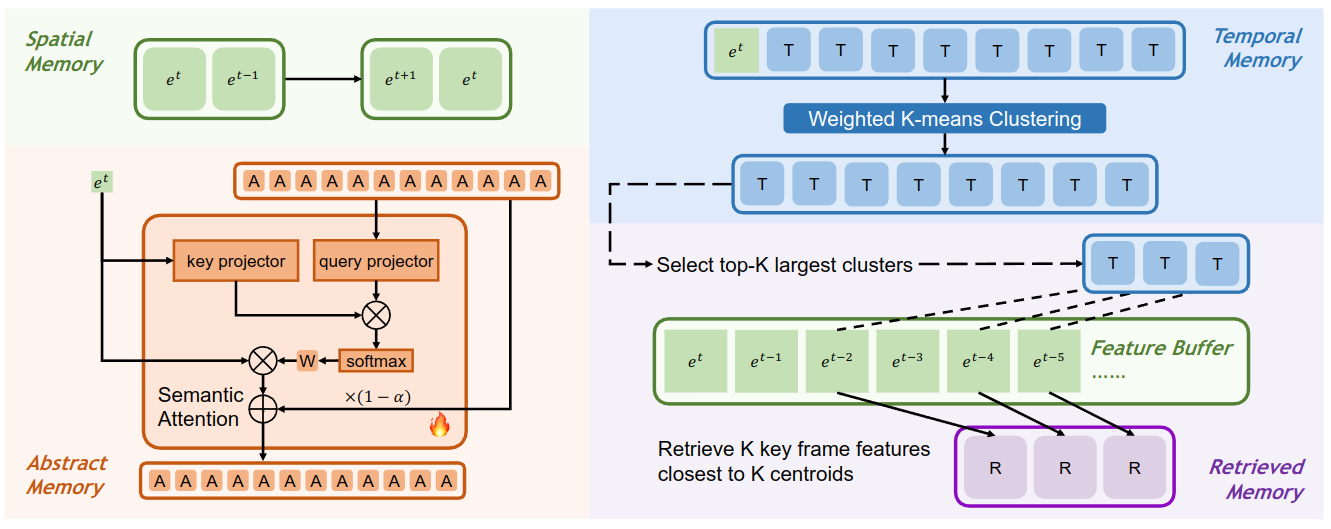 Spatial
Memory
e^t e^{t-1} e^{t+1} e^t
e^t
A A A A A A A A A A A A
key projector query projector
softmax
W
Semantic
Attention
×(1 − α)
Abstract
Memory
A A A A A A A A A A A A
Temporal
Memory
e^t T T T T T T T T
Weighted K-means Clustering
T T T T T T T T
Select top-K largest clusters
T T T
e^t e^{t-1} e^{t-2} e^{t-3} e^{t-4} e^{t-5} Feature Buffer
......
Retrieve K key frame features
closest to K centroids
R R R
Retrieved
Memory